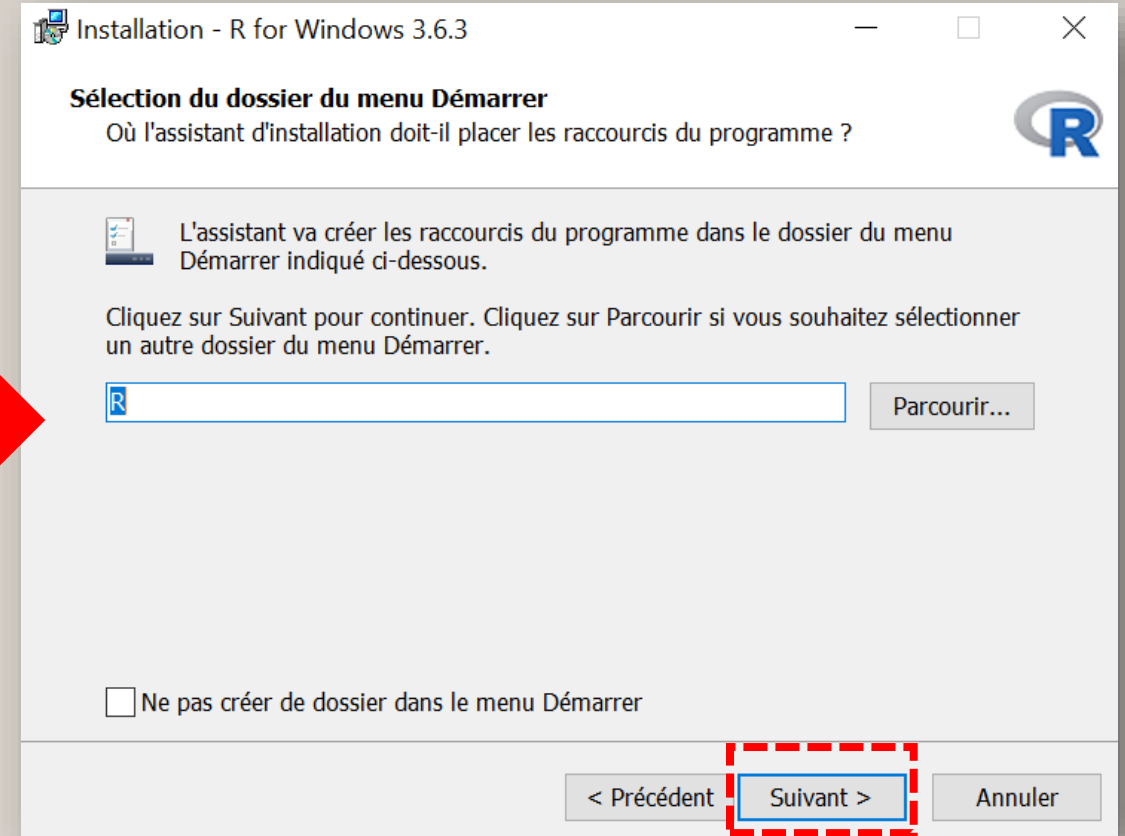 Installation - R for Windows 3.6.3
Sélection du dossier du menu Démarrer
Où l'assistant d'installation doit-il placer les raccourcis du programme ?
R
L'assistant va créer les raccourcis du programme dans le dossier du menu
Démarrer indiqué ci-dessous.
Cliquez sur Suivant pour continuer. Cliquez sur Parcourir si vous souhaitez sélectionner
un autre dossier du menu Démarrer.
R
Parcourir...
Ne pas créer de dossier dans le menu Démarrer
< Précédent
Suivant >
Annuler